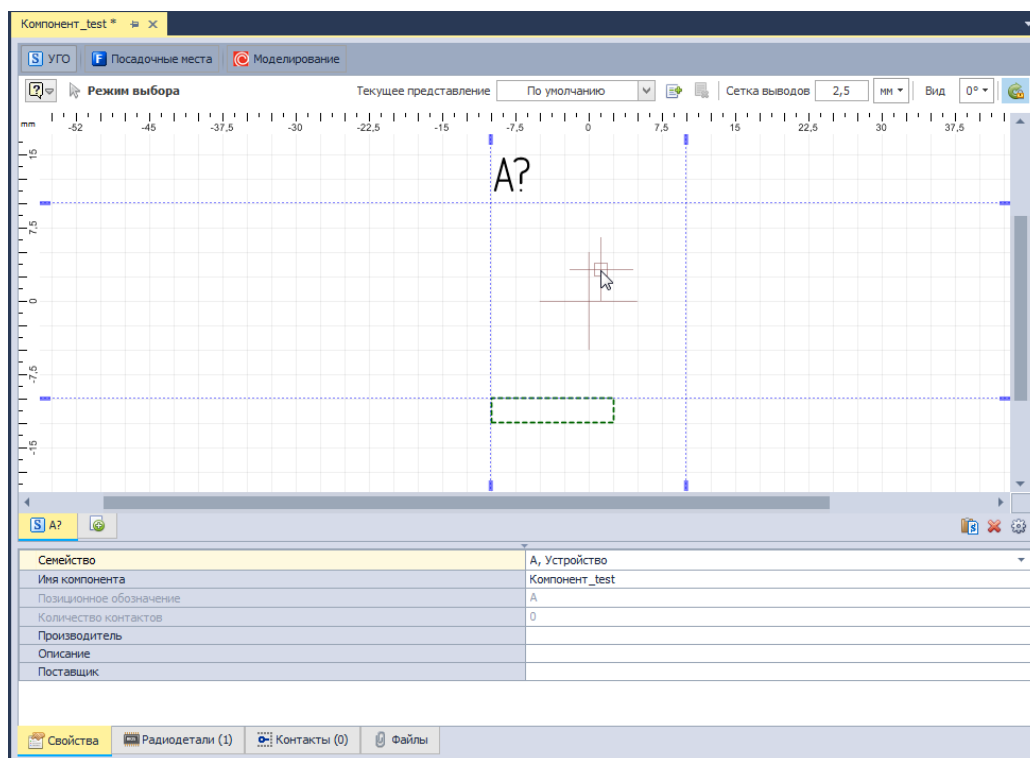 Компонент_test *
УГО Посадочные места Моделирование
Режим выбора Текущее представление По умолчанию Сетка выводов 2,5 мм Вид 0°
mm -52 -45 -37,5 -30 -22,5 -15 -7,5 0 7,5 15 22,5 30 37,5
15
A?
7,5
0
-7,5
-15
S A?
Семейство А, Устройство
Имя компонента Компонент_test
Позиционное обозначение A
Количество контактов 0
Производитель
Описание
Поставщик
Свойства Радиодетали (1) Контакты (0) Файлы